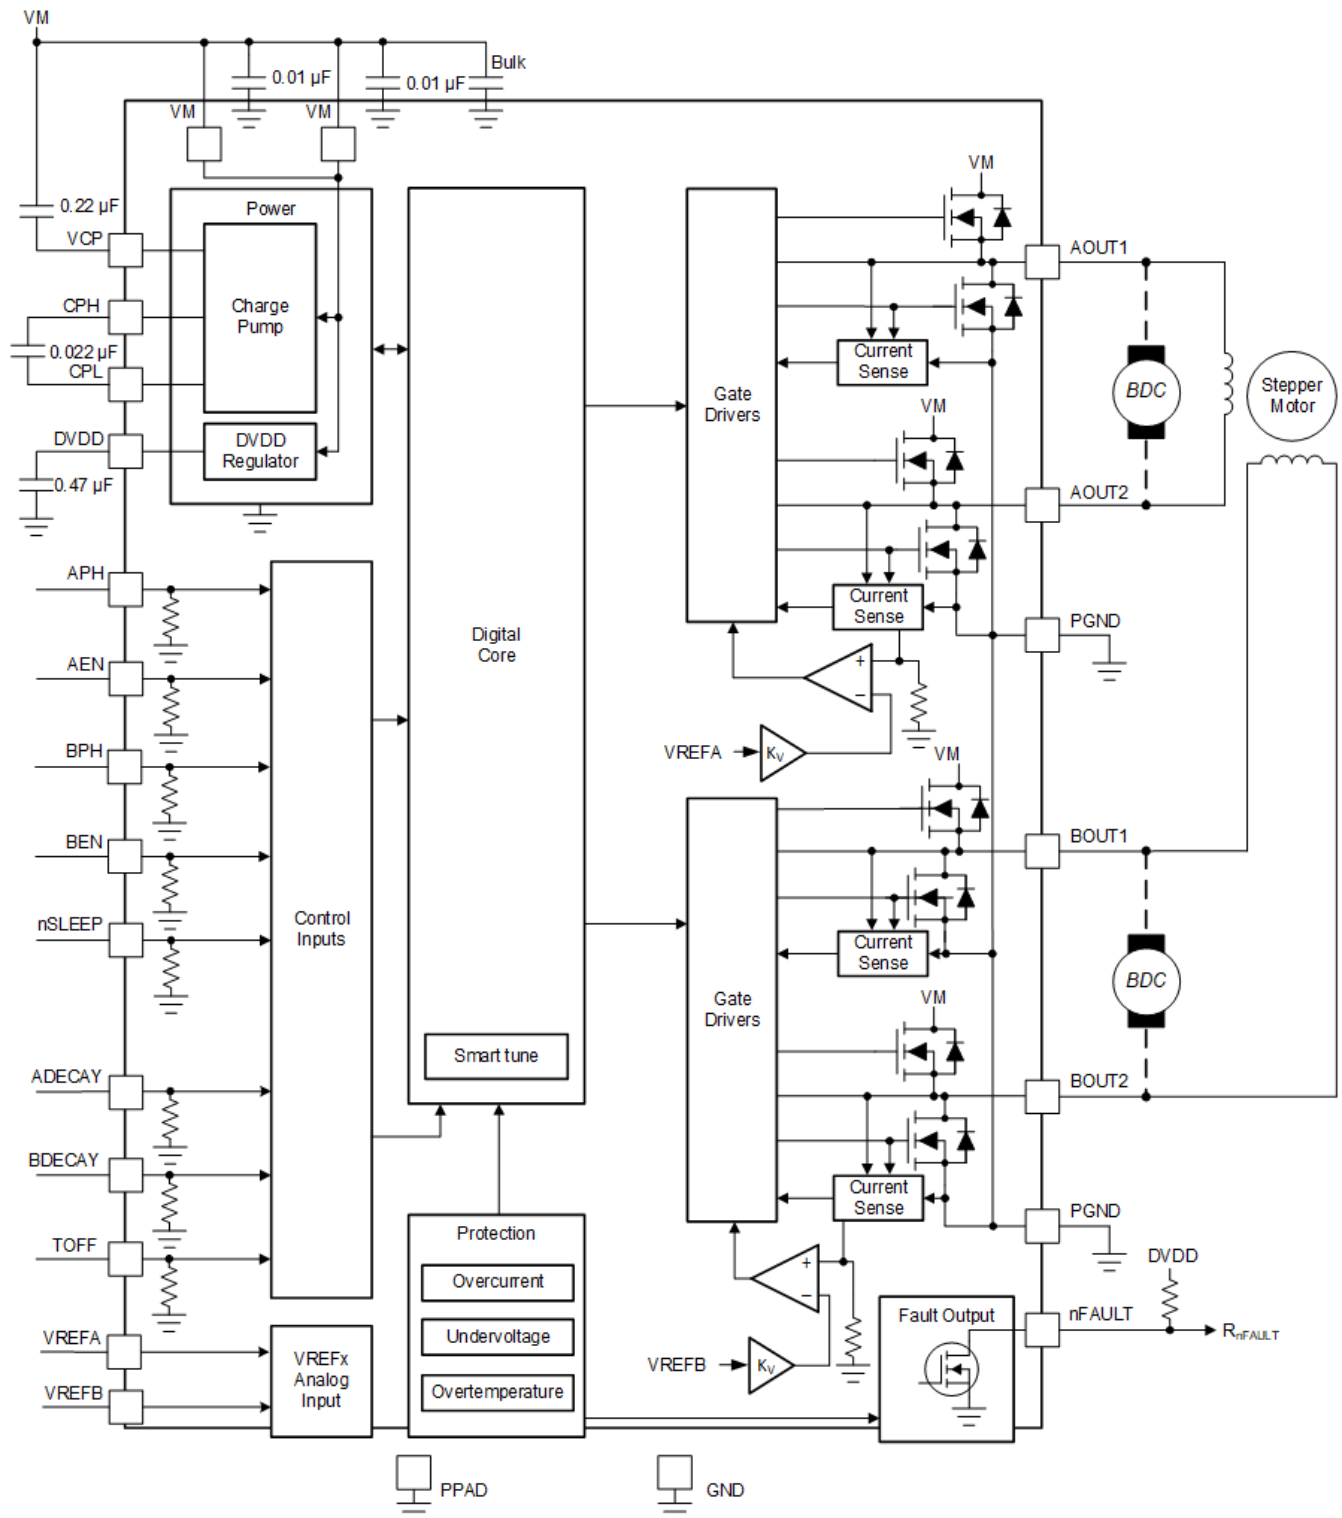 VM
0.01 µF
0.01 µF
Bulk
VM
VM
VM
0.22 µF
Power
VCP
AOUT1
CPH
Charge
Pump
0.022 µF
CPL
Current
Sense
Gate
Drivers
BDC
Stepper
Motor
VM
DVDD
DVDD
Regulator
0.47 µF
AOUT2
APH
Current
Sense
PGND
Digital
Core
AEN
+
−
VREFA
KV
VM
BPH
BEN
BOUT1
nSLEEP
Control
Inputs
Current
Sense
BDC
Gate
Drivers
VM
Smart tune
ADECAY
BOUT2
BDECAY
Current
Sense
PGND
Protection
TOFF
+
−
DVDD
Overcurrent
Fault Output
nFAULT
RnFAULT
VREFA
Undervoltage
VREFx
Analog
Input
VREFB
KV
VREFB
Overtemperature
PPAD
GND